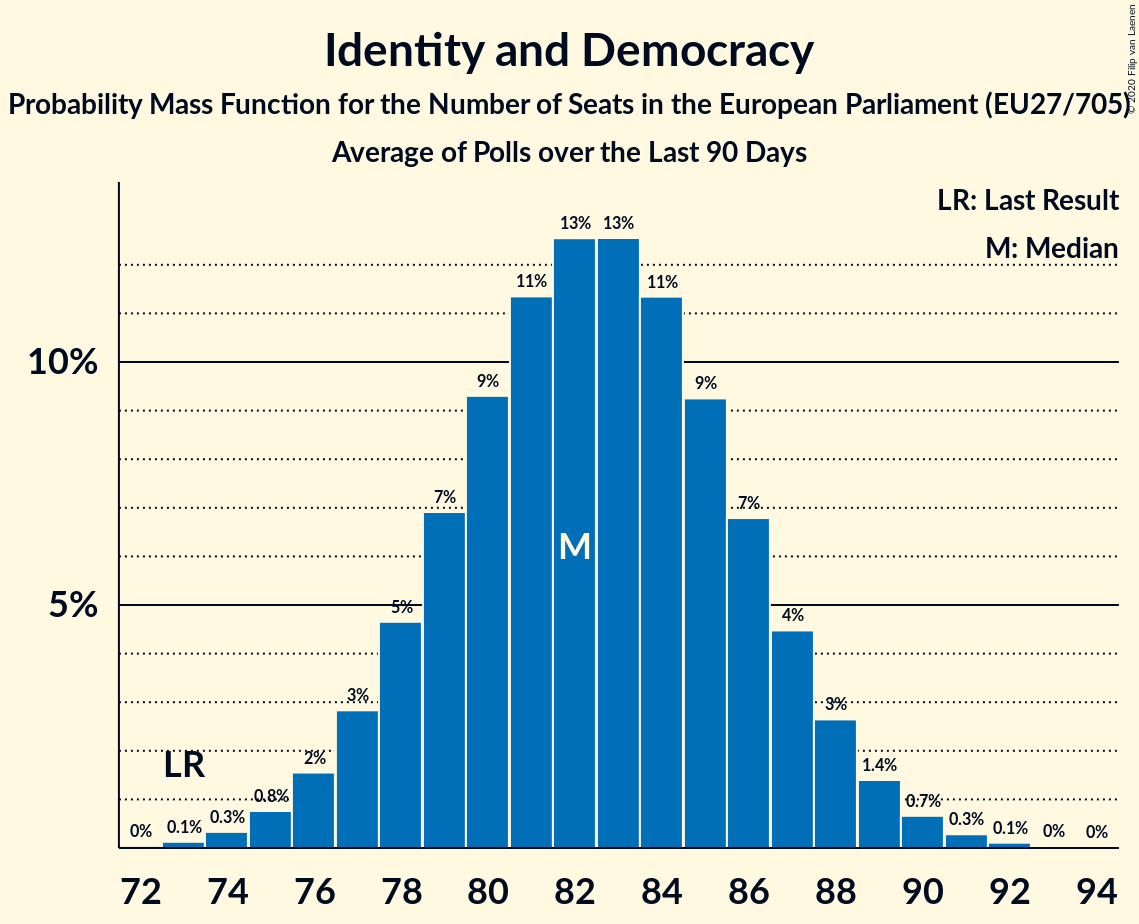 Identity and Democracy
Probability Mass Function for the Number of Seats in the European Parliament (EU27/705)
Average of Polls over the Last 90 Days
© 2020 Filip van Laenen
LR: Last Result
M: Median
13% 13%
11% 11%
10%
9% 9%
7% 7%
M
5%
5% 4%
3% 3%
LR 2% 1.4%
0.8% 0.7%
0% 0.1% 0.3% 0.3% 0.1% 0% 0%
72 74 76 78 80 82 84 86 88 90 92 94